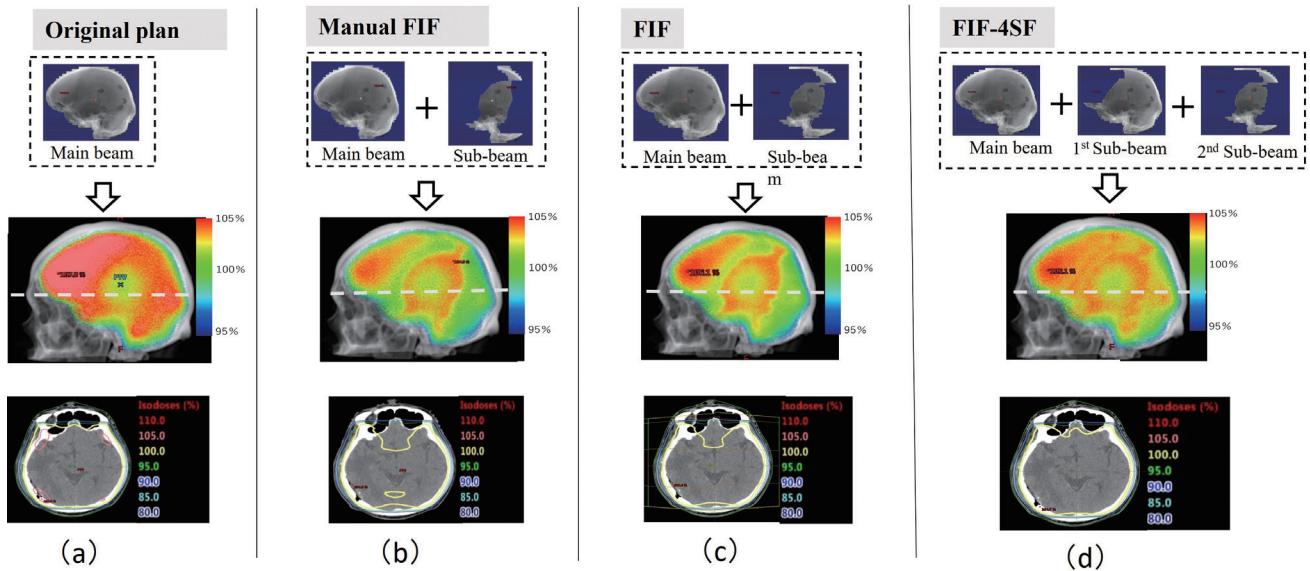 Original plan
Main beam
105%
100%
95%
F
Isodoses (%)
110.0
105.0
100.0
95.0
90.0
85.0
80.0
(a)
Manual FIF
+
Main beam
Sub-beam
105%
100%
95%
Isodoses (%)
110.0
105.0
100.0
95.0
90.0
85.0
80.0
(b)
FIF
+
Main beam
Sub-bea
m
105%
100%
95%
Isodoses (%)
110.0
105.0
100.0
95.0
90.0
85.0
80.0
(c)
FIF-4SF
+
+
Main beam
1st Sub-beam
2nd Sub-beam
105%
100%
95%
F
Isodoses (%)
110.0
105.0
100.0
95.0
90.0
85.0
80.0
(d)